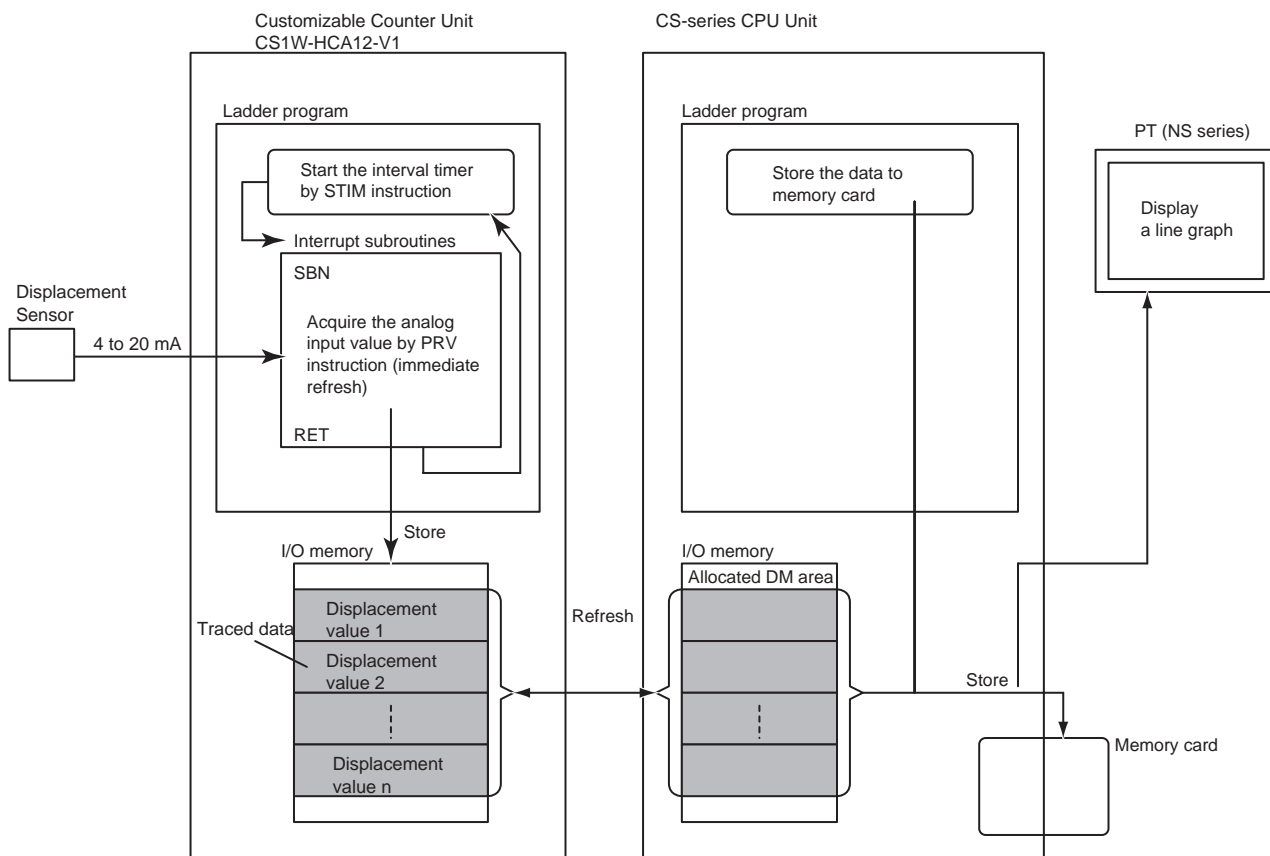 Customizable Counter Unit
CS1W-HCA12-V1
CS-series CPU Unit
Ladder program
Start the interval timer
by STIM instruction
Interrupt subroutines
SBN
Acquire the analog
input value by PRV
instruction (immediate
refresh)
RET
Displacement
Sensor
4 to 20 mA
Store
I/O memory
Traced data
Displacement
value 1
Displacement
value 2
Displacement
value n
Refresh
Ladder program
Store the data to
memory card
I/O memory
Allocated DM area
Store
PT (NS series)
Display
a line graph
Memory card